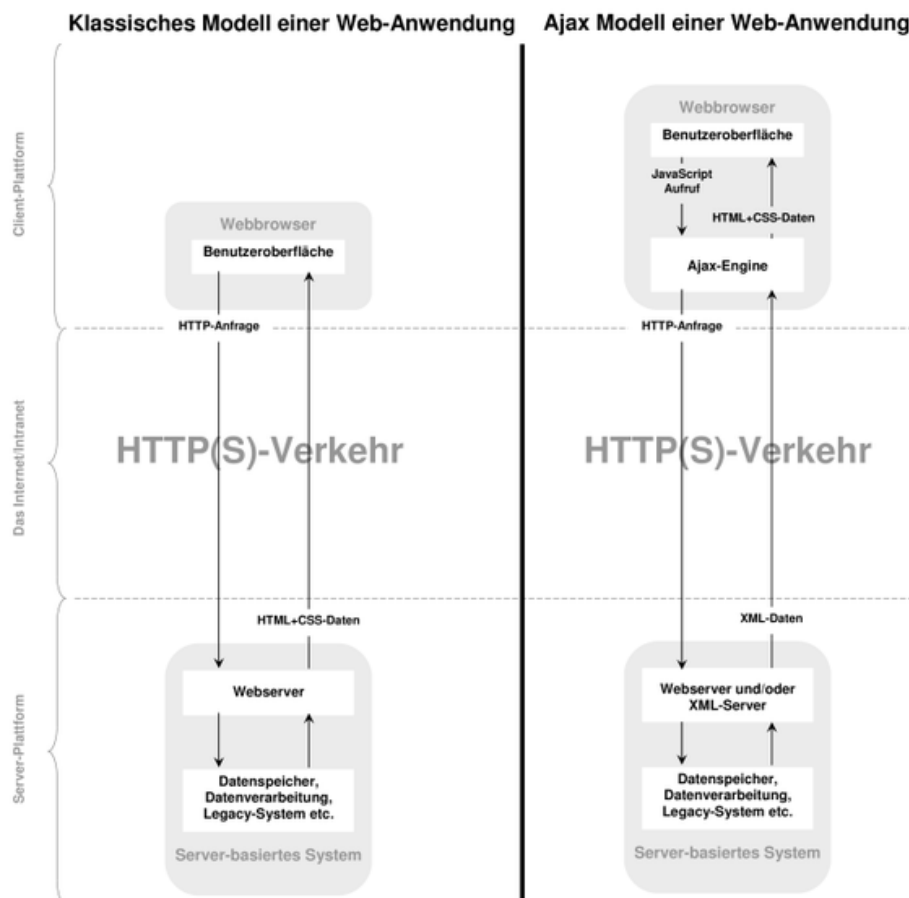 Klassisches Modell einer Web-Anwendung
Client-Plattform
Webbrowser
Benutzeroberfläche
HTTP-Anfrage
Das Internet/Intranet
HTTP(S)-Verkehr
HTML+CSS-Daten
Server-Plattform
Webserver
Datenspeicher,
Datenverarbeitung,
Legacy-System etc.
Server-basiertes System
Ajax Modell einer Web-Anwendung
Webbrowser
Benutzeroberfläche
JavaScript
Aufruf
HTML+CSS-Daten
Ajax-Engine
HTTP-Anfrage
HTTP(S)-Verkehr
XML-Daten
Webserver und/oder
XML-Server
Datenspeicher,
Datenverarbeitung,
Legacy-System etc.
Server-basiertes System